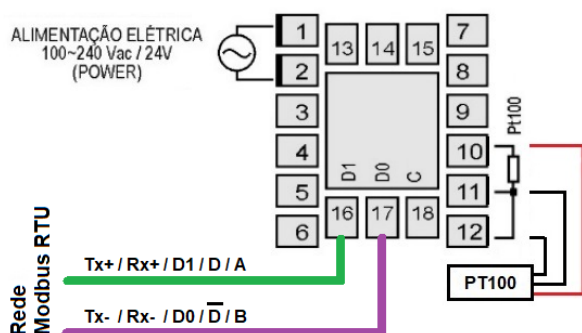 ALIMENTAÇÃO ELÉTRICA
100~240 Vac / 24V
(POWER)
1
2
3
4
5
6
13
14
15
7
8
9
10
11
12
Pt100
D1
D0
C
16
17
18
PT100
Rede
Modbus RTU
Tx+ / Rx+ / D1 / D / A
Tx- / Rx- / D0 / D̅ / B